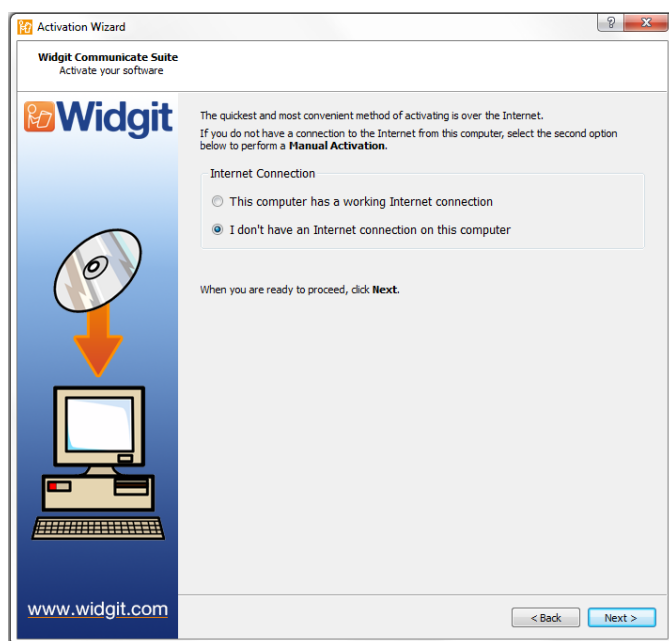 Activation Wizard
Widgit Communicate Suite
Activate your software
Widgit
The quickest and most convenient method of activating is over the Internet.
If you do not have a connection to the Internet from this computer, select the second option
below to perform a Manual Activation.
Internet Connection
This computer has a working Internet connection
I don't have an Internet connection on this computer
When you are ready to proceed, click Next.
www.widgit.com
< Back
Next >